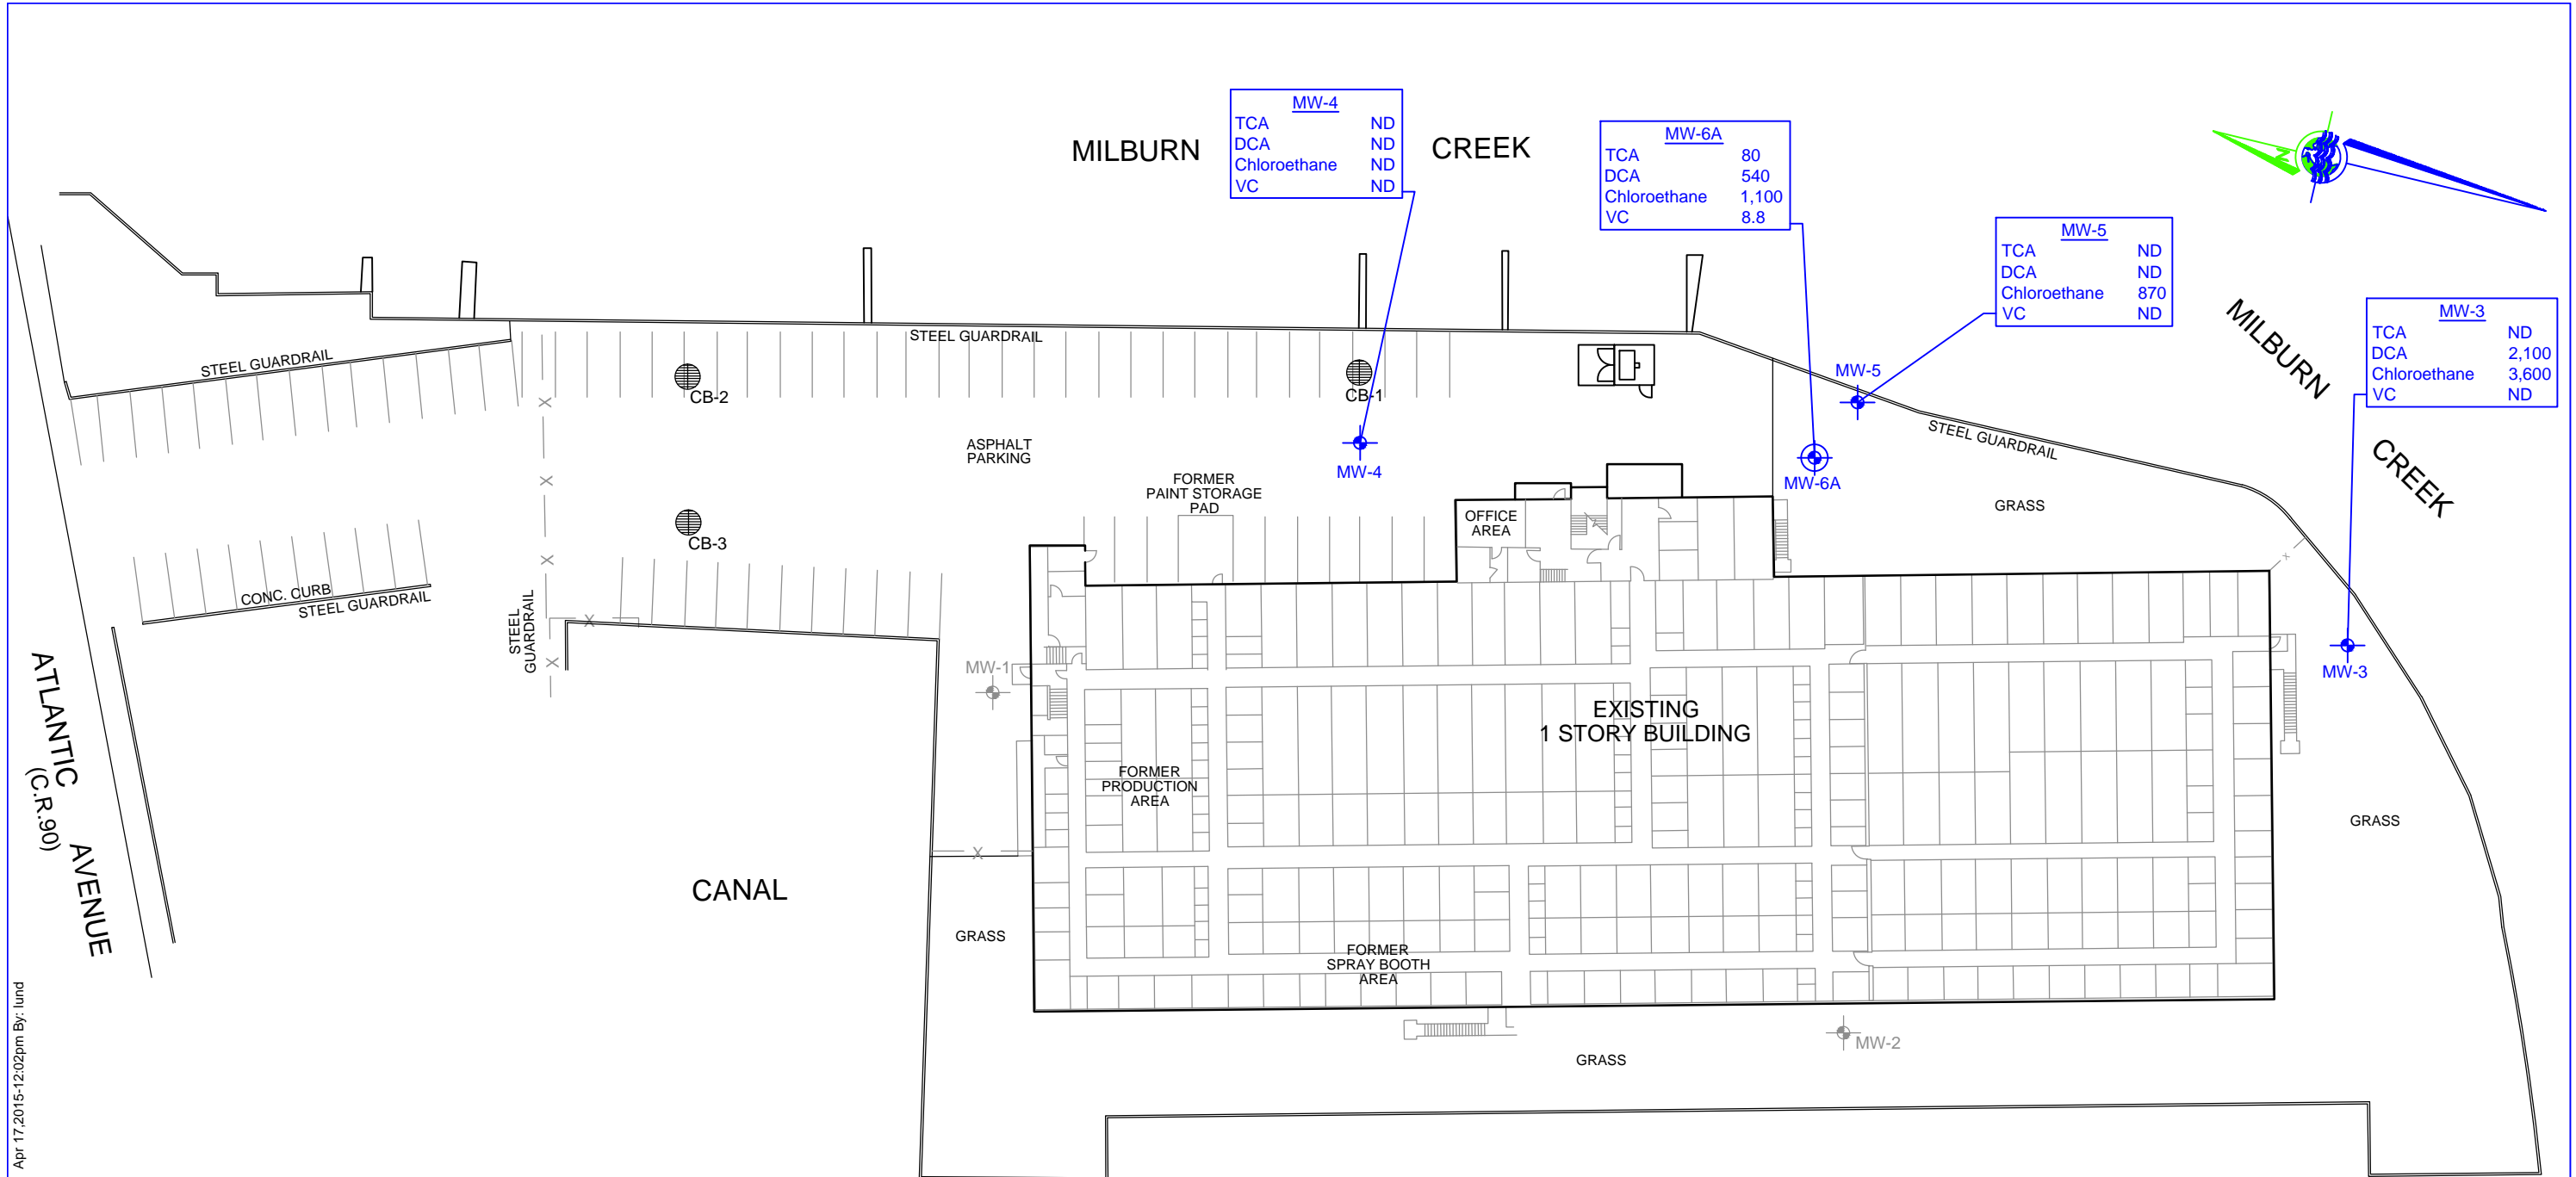 MILBURN CREEK
MW-4
TCA ND
DCA ND
Chloroethane ND
VC ND
MW-6A
TCA 80
DCA 540
Chloroethane 1,100
VC 8.8
MW-5
TCA ND
DCA ND
Chloroethane 870
VC ND
MW-3
TCA ND
DCA 2,100
Chloroethane 3,600
VC ND
N
MILBURN CREEK
STEEL GUARDRAIL
STEEL GUARDRAIL
STEEL GUARDRAIL
CB-2
CB-1
MW-5
MW-4
MW-6A
ASPHALT
PARKING
FORMER
PAINT STORAGE
PAD
OFFICE
AREA
GRASS
CB-3
CONC. CURB
STEEL GUARDRAIL
STEEL
GUARDRAIL
X
X
X
X
X
X
X
MW-1
MW-3
EXISTING
1 STORY BUILDING
FORMER
PRODUCTION
AREA
GRASS
ATLANTIC AVENUE
(C.R.90)
CANAL
GRASS
FORMER
SPRAY BOOTH
AREA
MW-2
GRASS
Apr 17,2015-12:02pm By: lund